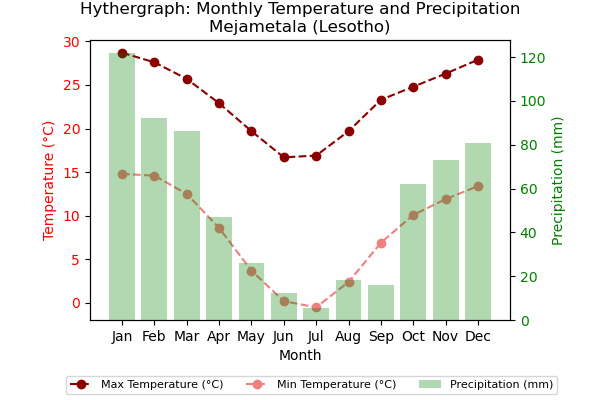 Hythergraph: Monthly Temperature and Precipitation
Mejametala (Lesotho)
30
25
20
15
10
5
0
Temperature (°C)
120
100
80
60
40
20
0
Precipitation (mm)
Jan Feb Mar Apr May Jun Jul Aug Sep Oct Nov Dec
Month
Max Temperature (°C) Min Temperature (°C) Precipitation (mm)